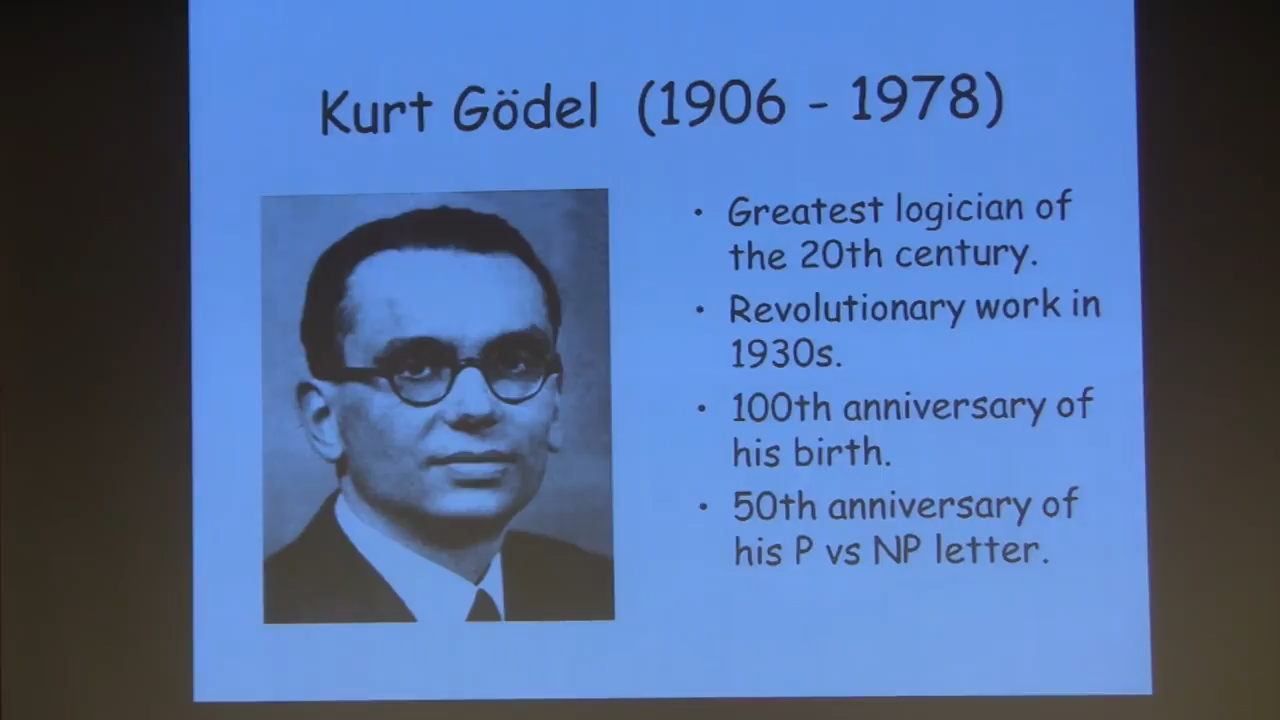 Kurt Gödel (1906 - 1978)
• Greatest logician of
the 20th century.
• Revolutionary work in
1930s.
• 100th anniversary of
his birth.
• 50th anniversary of
his P vs NP letter.